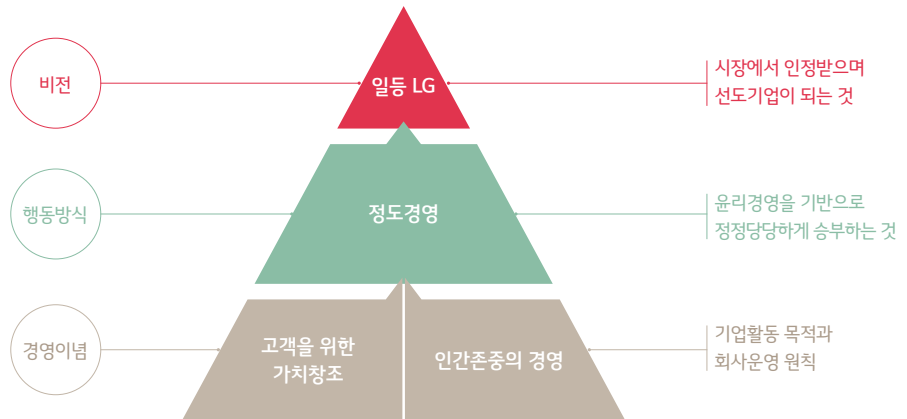 비전
일등 LG
시장에서 인정받으며
선도기업이 되는 것
행동방식
정도경영
윤리경영을 기반으로
정정당당하게 승부하는 것
경영이념
고객을 위한
가치창조
인간존중의 경영
기업활동 목적과
회사운영 원칙